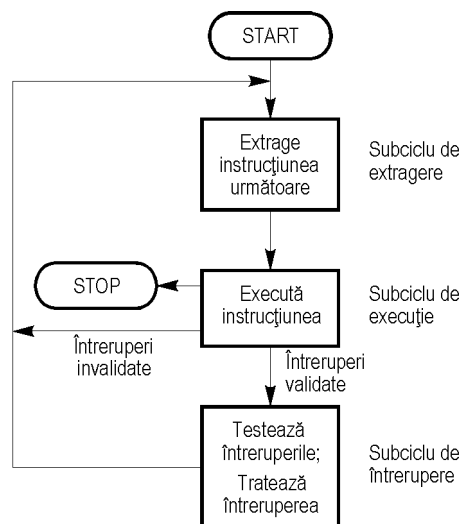 START
Extrage
instrucţiunea
următoare
Subciclu de
extragere
STOP
Execută
instrucţiunea
Subciclu de
execuţie
Întreruperi
invalidate
Întreruperi
validate
Testează
întreruperile;
Tratează
întreruperea
Subciclu de
întrerupere